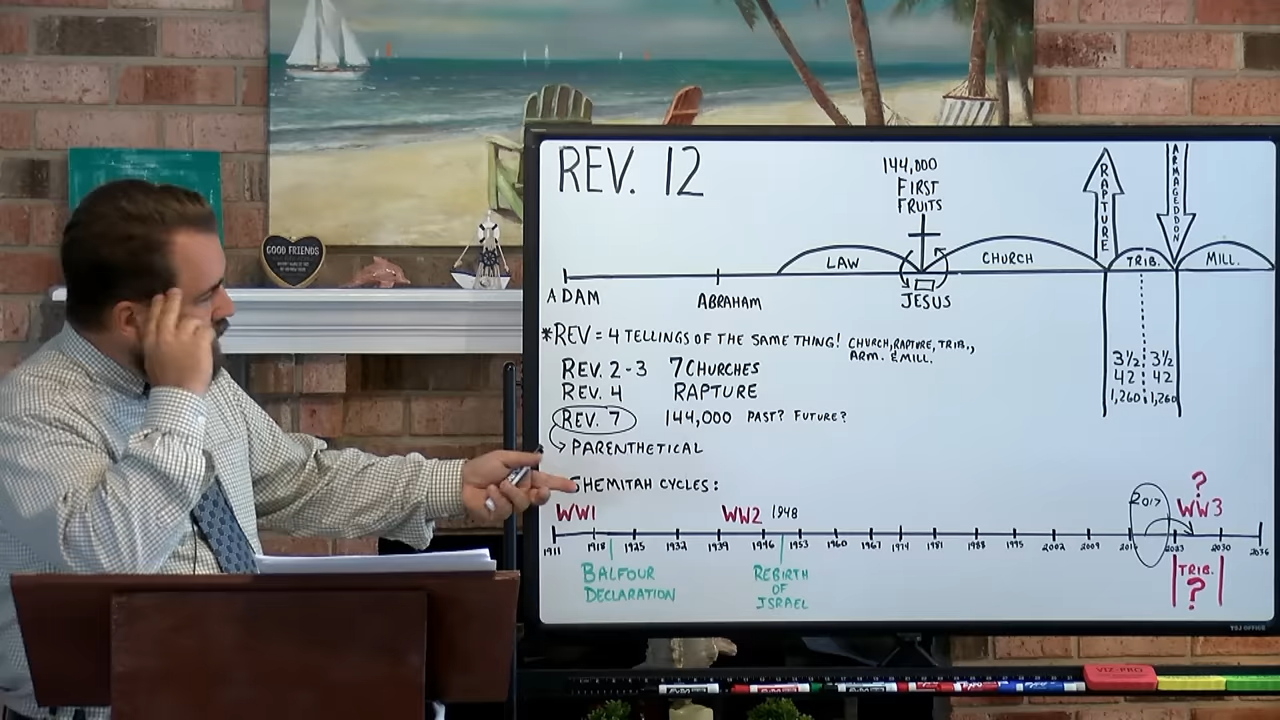 REV. 12
144,000
FIRST
FRUITS
RAPTURE
ARMAGEDDON
LAW
CHURCH
TRIB.
MILL.
ADAM
ABRAHAM
JESUS
*REV = 4 TELLINGS OF THE SAME THING! CHURCH, RAPTURE, TRIB.,
ARM. & MILL.
REV. 2-3 7 CHURCHES
REV. 4 RAPTURE
REV. 7 144,000 PAST? FUTURE?
PARENTHETICAL
3½ 3½
42 42
1,260 1,260
SHEMITAH CYCLES:
WW1 WW2 1948 2017 ? WW3
1911 1918 1925 1932 1939 1946 1953 1960 1967 1974 1981 1988 1995 2002 2009 2023 2030 2036
BALFOUR
DECLARATION
REBIRTH
OF
ISRAEL
TRIB.
?
GOOD FRIENDS
VIZ-PRO
EXPO